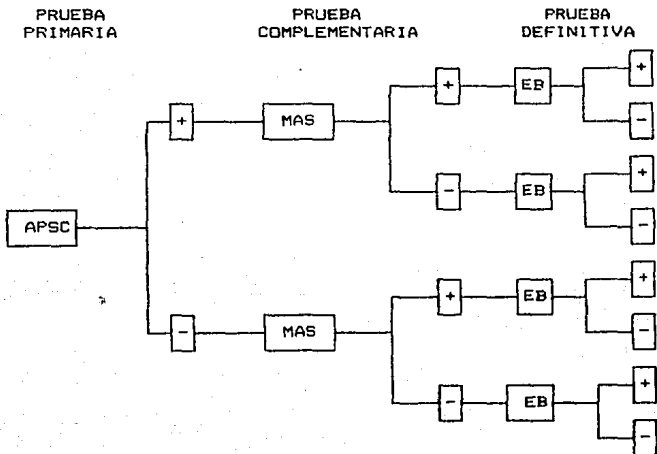 PRUEBA PRIMARIA
PRUEBA COMPLEMENTARIA
PRUEBA DEFINITIVA
APSC
+
MAS
+
EB
+
-
-
EB
+
-
-
MAS
+
EB
+
-
-
EB
+
-